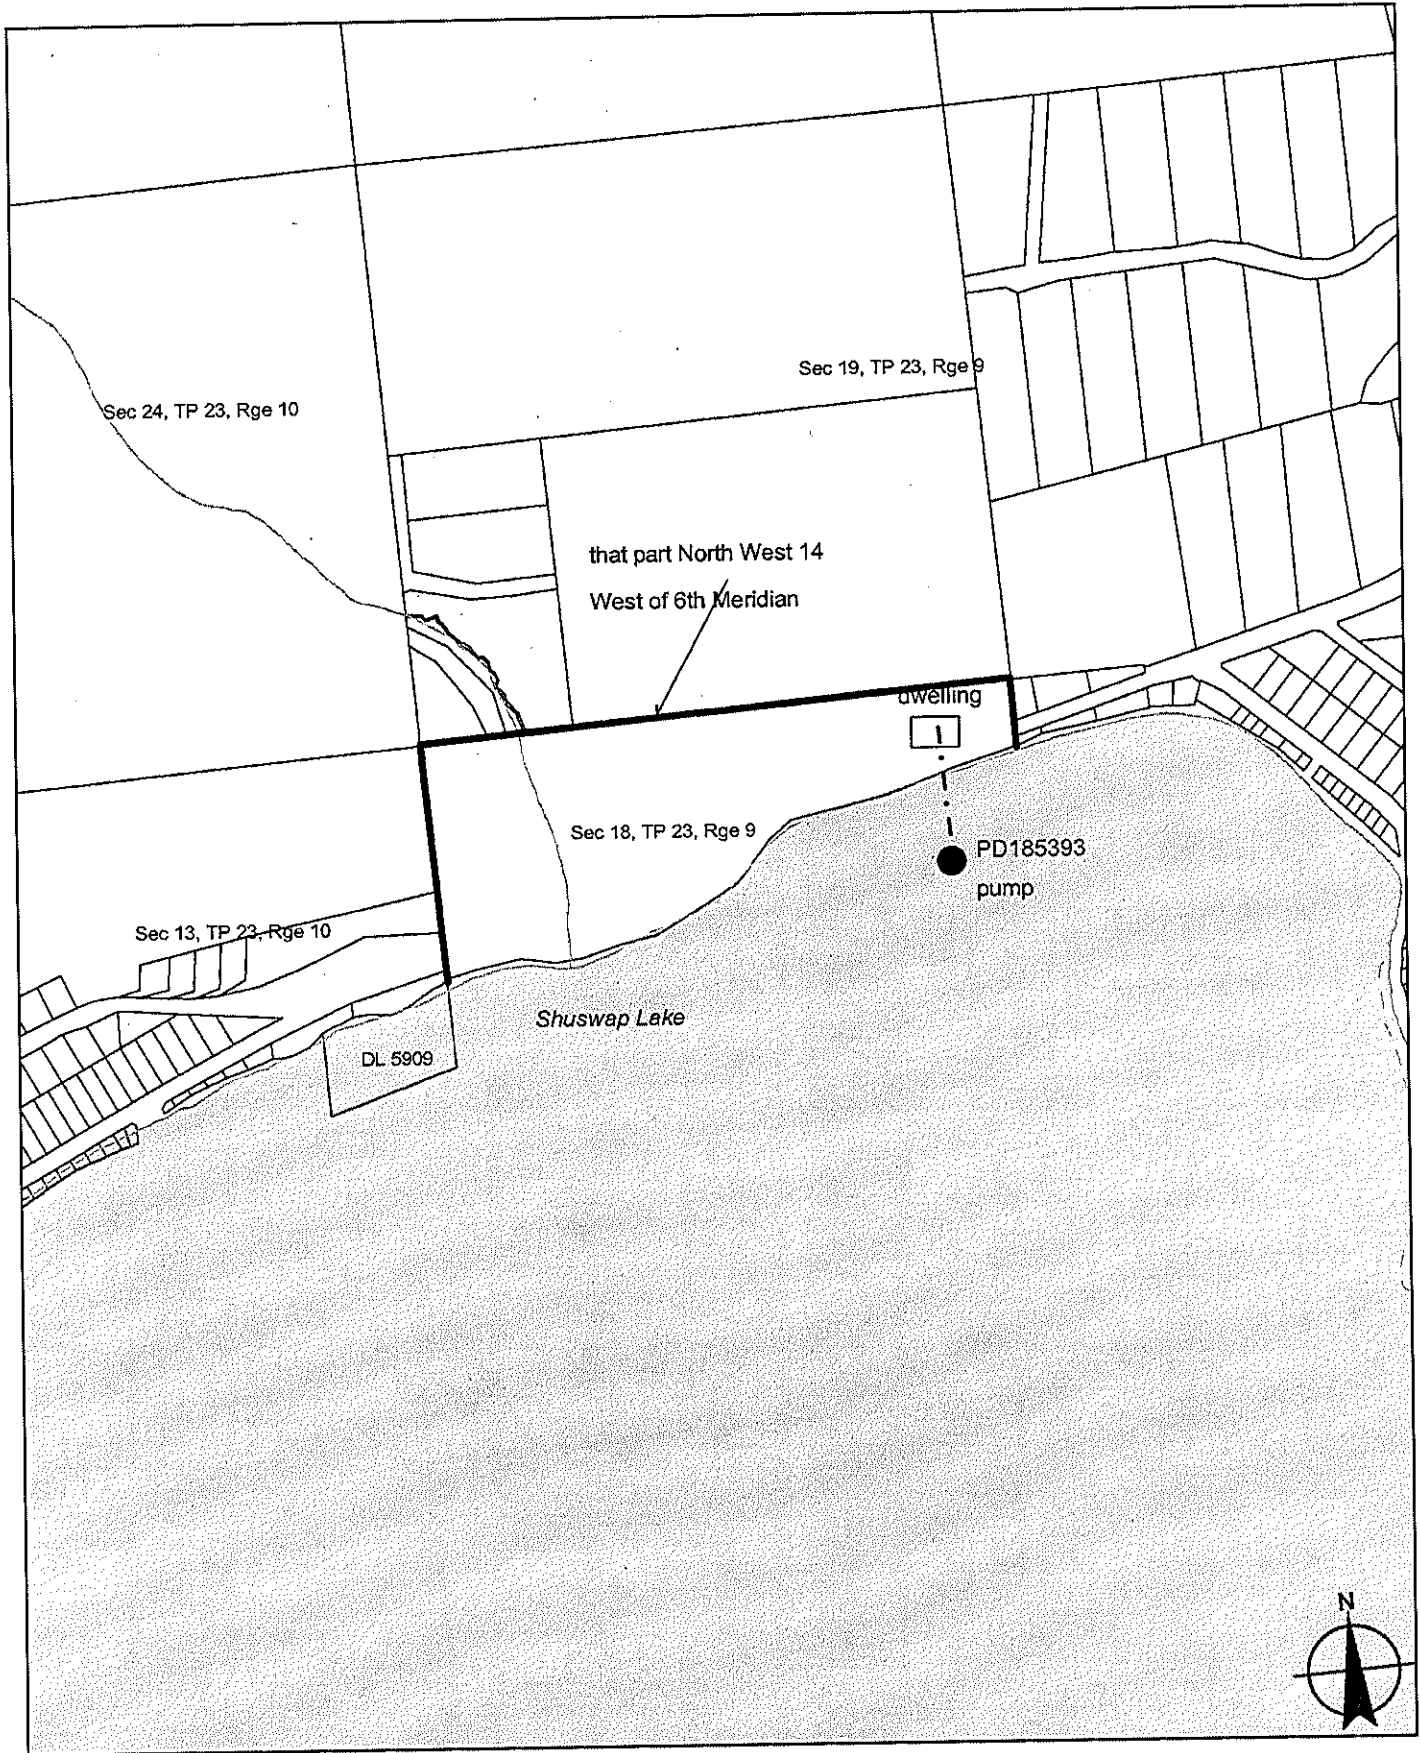 Sec 19, TP 23, Rge 9
Sec 24, TP 23, Rge 10
that part North West 14
West of 6th Meridian
dwelling
Sec 18, TP 23, Rge 9
PD185393
pump
Sec 13, TP 23, Rge 10
Shuswap Lake
DL 5909
N